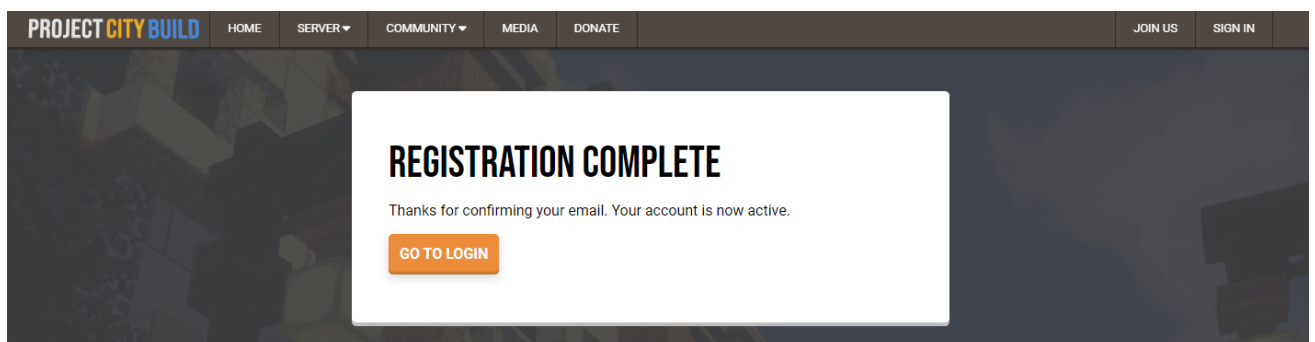 PROJECT CITY BUILD HOME SERVER COMMUNITY MEDIA DONATE JOIN US SIGN IN
REGISTRATION COMPLETE
Thanks for confirming your email. Your account is now active.
GO TO LOGIN